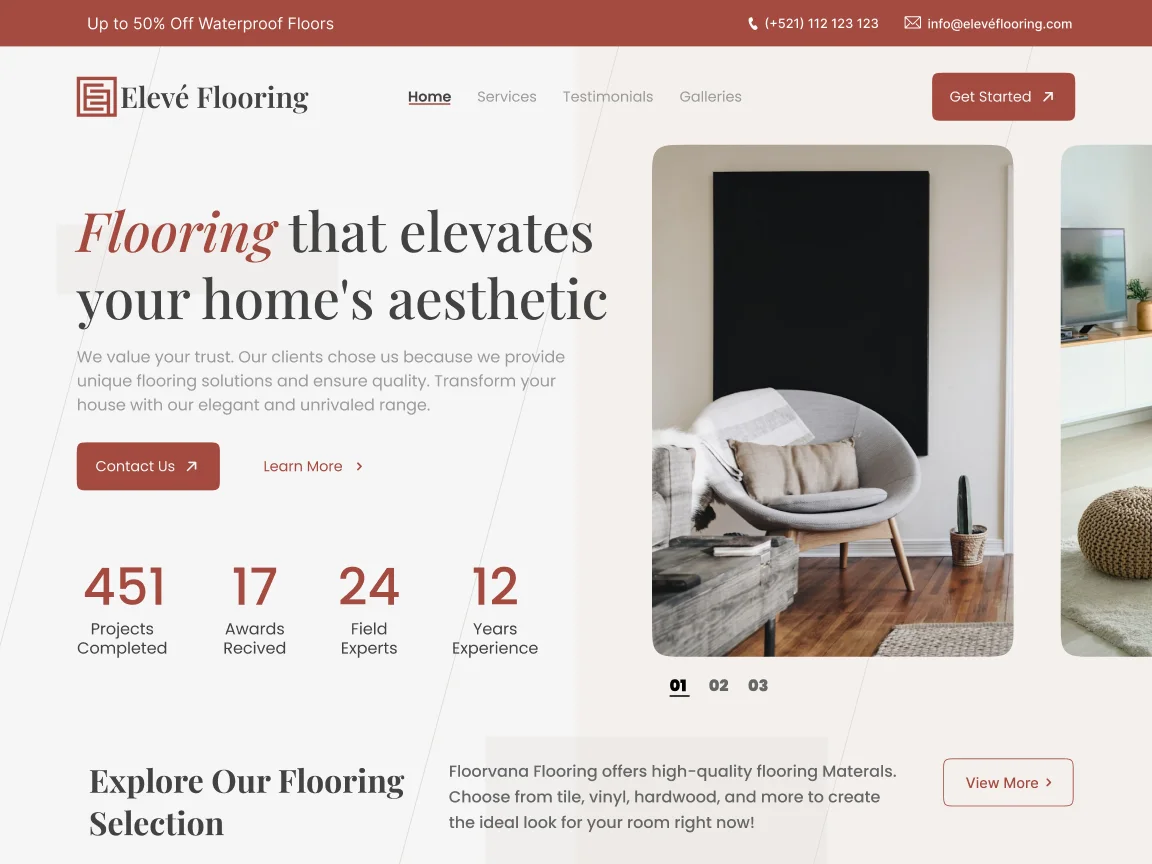 Up to 50% Off Waterproof Floors
(+521) 112 123 123
info@elevéflooring.com
Elevé Flooring
Home
Services
Testimonials
Galleries
Get Started
Flooring that elevates
your home's aesthetic
We value your trust. Our clients chose us because we provide
unique flooring solutions and ensure quality. Transform your
house with our elegant and unrivaled range.
Contact Us
Learn More
451
Projects
Completed
17
Awards
Recived
24
Field
Experts
12
Years
Experience
01
02
03
Explore Our Flooring
Selection
Floorvana Flooring offers high-quality flooring Materals.
Choose from tile, vinyl, hardwood, and more to create
the ideal look for your room right now!
View More